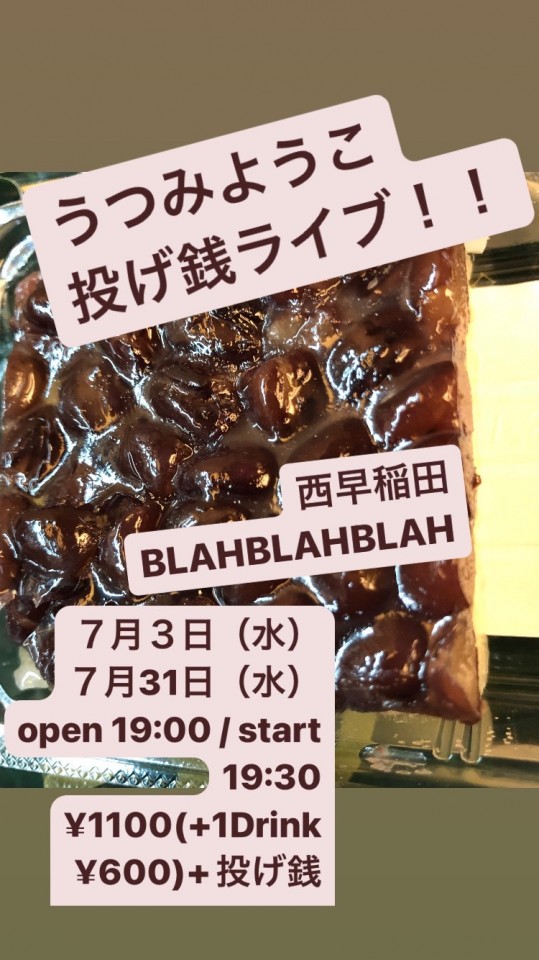 うつみようこ
投げ銭ライブ！！
西早稲田
BLAHBLAHBLAH
７月３日（水）
７月31日（水）
open 19:00 / start
19:30
¥1100(+1Drink
¥600)+ 投げ銭